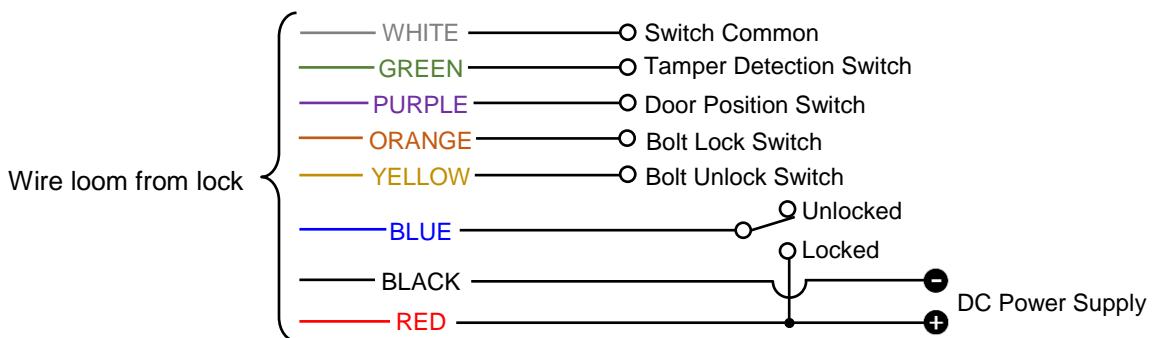 WHITE Switch Common
GREEN Tamper Detection Switch
PURPLE Door Position Switch
ORANGE Bolt Lock Switch
Wire loom from lock
YELLOW Bolt Unlock Switch
Unlocked
BLUE
Locked
BLACK -
DC Power Supply
RED +